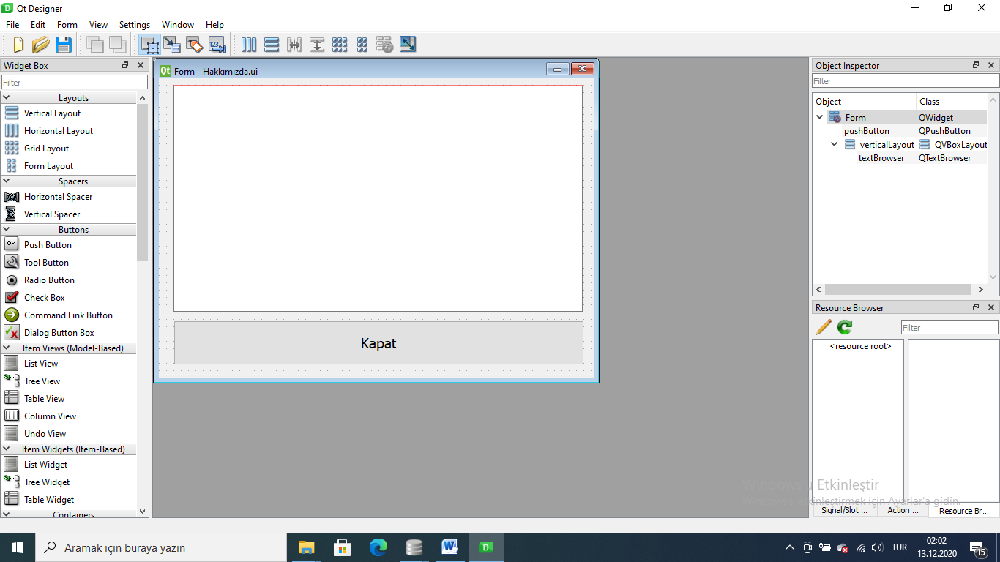 Qt Designer
File Edit Form View Settings Window Help
123
Widget Box
Filter
Layouts
Vertical Layout
Horizontal Layout
Grid Layout
Form Layout
Spacers
Horizontal Spacer
Vertical Spacer
Buttons
OK Push Button
Tool Button
Radio Button
Check Box
Command Link Button
Dialog Button Box
Item Views (Model-Based)
List View
Tree View
Table View
Column View
Undo View
Item Widgets (Item-Based)
List Widget
Tree Widget
Table Widget
Containers
Qt Form - Hakkımızda.ui
Kapat
Object Inspector
Filter
Object Class
Form QWidget
pushButton QPushButton
verticalLayout QVBoxLayout
textBrowser QTextBrowser
Resource Browser
Filter
<resource root>
Windows'u Etkinleştir
Windows'u etkinleştirmek için Ayarlar'a gidin.
Signal/Slot ... Action ... Resource Br...
Aramak için buraya yazın
W
D
TUR
02:02
13.12.2020
15